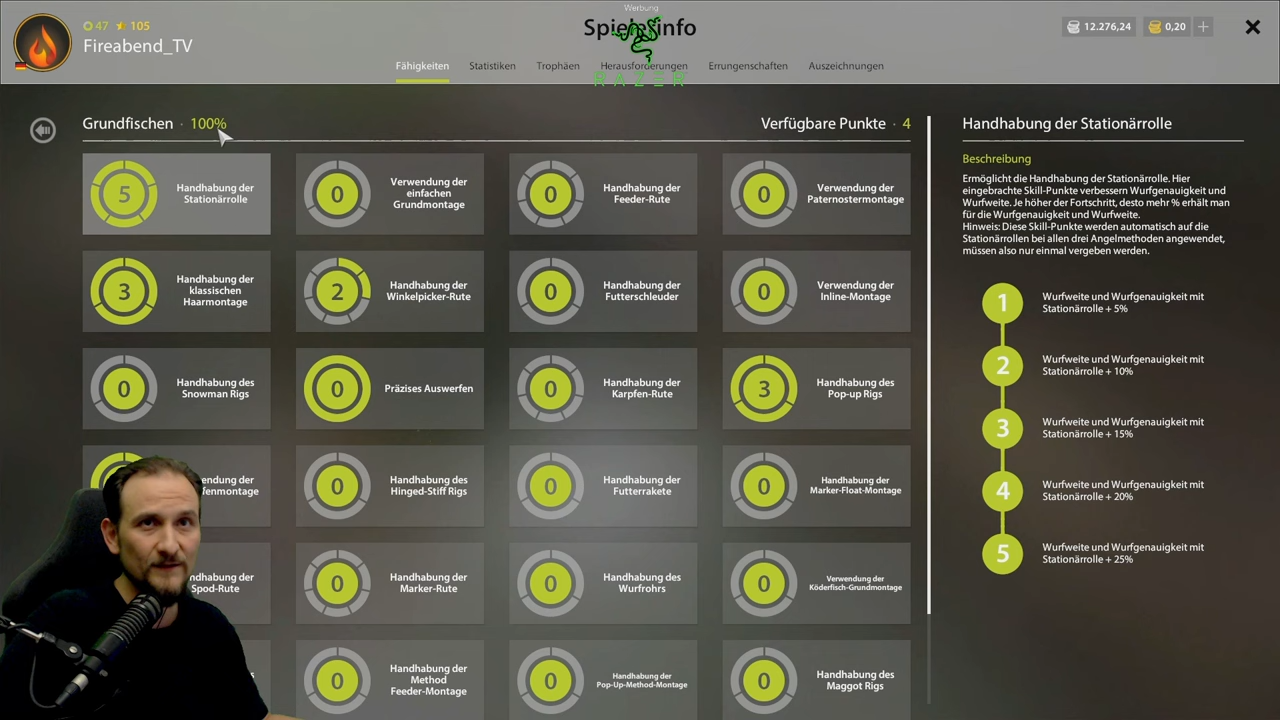 Werbung
47 105
Fireabend_TV
12.276,24
0,20
RAZER
Fähigkeiten
Statistiken
Trophäen
Herausforderungen
Errungenschaften
Auszeichnungen
Grundfischen · 100%
Verfügbare Punkte · 4
5
Handhabung der
Stationärrolle
0
Verwendung der
einfachen
Grundmontage
0
Handhabung der
Feeder-Rute
0
Verwendung der
Paternostermontage
3
Handhabung der
klassischen
Haarmontage
2
Handhabung der
Winkelpicker-Rute
0
Handhabung der
Futterschleuder
0
Verwendung der
Inline-Montage
0
Handhabung des
Snowman Rigs
0
Präzises Auswerfen
0
Handhabung der
Karpfen-Rute
3
Handhabung des
Pop-up Rigs
endung der
enmontage
0
Handhabung des
Hinged-Stiff Rigs
0
Handhabung der
Futterrakete
0
Handhabung der
Marker-Float-Montage
ndhabung der
Spod-Rute
0
Handhabung der
Marker-Rute
0
Handhabung des
Wurfrohrs
0
Verwendung der
Köderfisch-Grundmontage
0
Handhabung der
Method
Feeder-Montage
0
Handhabung der
Pop-Up-Method-Montage
0
Handhabung des
Maggot Rigs
Handhabung der Stationärrolle
Beschreibung
Ermöglicht die Handhabung der Stationärrolle. Hier
eingebrachte Skill-Punkte verbessern Wurfgenauigkeit und
Wurfweite. Je höher der Fortschritt, desto mehr % erhält man
für die Wurfgenauigkeit und Wurfweite.
Hinweis: Diese Skill-Punkte werden automatisch auf die
Stationärrollen bei allen drei Angelmethoden angewendet,
müssen also nur einmal vergeben werden.
1
Wurfweite und Wurfgenauigkeit mit
Stationärrolle + 5%
2
Wurfweite und Wurfgenauigkeit mit
Stationärrolle + 10%
3
Wurfweite und Wurfgenauigkeit mit
Stationärrolle + 15%
4
Wurfweite und Wurfgenauigkeit mit
Stationärrolle + 20%
5
Wurfweite und Wurfgenauigkeit mit
Stationärrolle + 25%